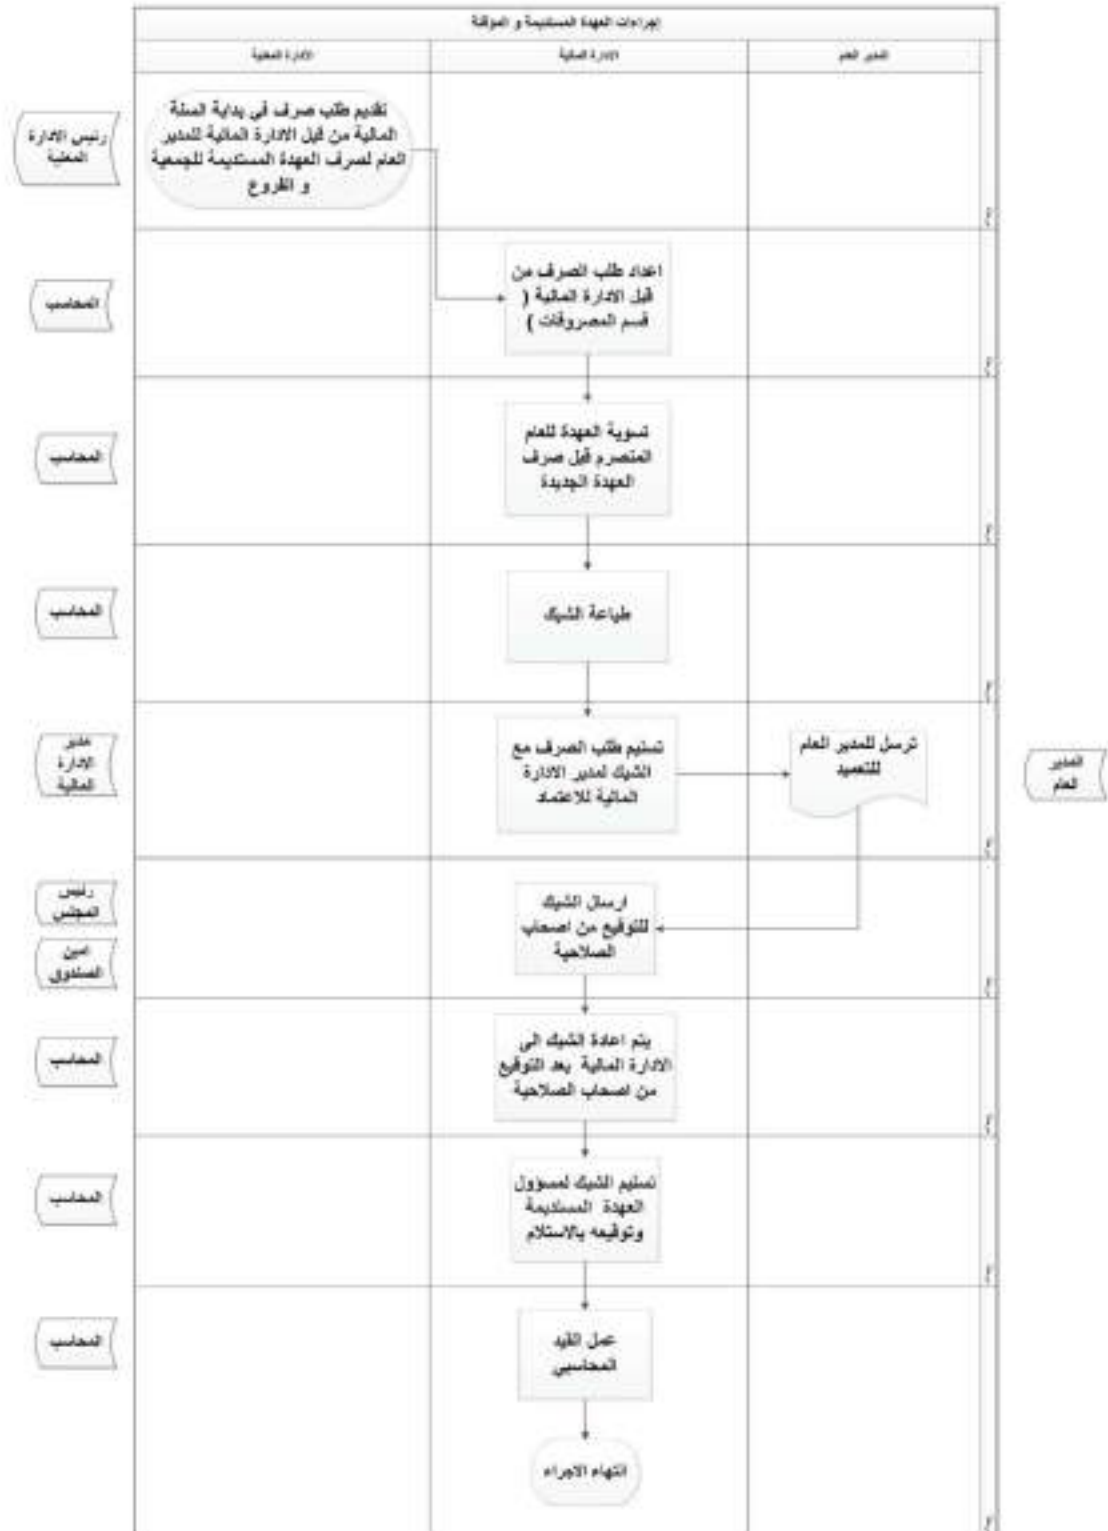 إجراءات العهدة المستديمة و المؤقتة
المدير العام
الادارة المالية
الادارة المعنية
رئيس الادارة
المعنية
تقديم طلب صرف في بداية السنة
المالية من قبل الادارة المالية للمدير
العام لصرف العهدة المستديمة للجمعية
و الفروع
المحاسب
اعداد طلب الصرف من
قبل الادارة المالية (
قسم المصروفات )
المحاسب
تسوية العهدة للعام
المنصرم قبل صرف
العهدة الجديدة
المحاسب
طباعة الشيك
مدير
الادارة
المالية
تسليم طلب الصرف مع
الشيك لمدير الادارة
المالية للاعتماد
ترسل للمدير العام
للتعميد
المدير
العام
رئيس
المجلس
امين
الصندوق
ارسال الشيك
للتوقيع من اصحاب
الصلاحية
المحاسب
يتم اعادة الشيك الى
الادارة المالية بعد التوقيع
من اصحاب الصلاحية
المحاسب
تسليم الشيك لمسؤول
العهدة المستديمة
وتوقيعه بالاستلام
المحاسب
عمل القيد
المحاسبي
انتهاء الاجراء